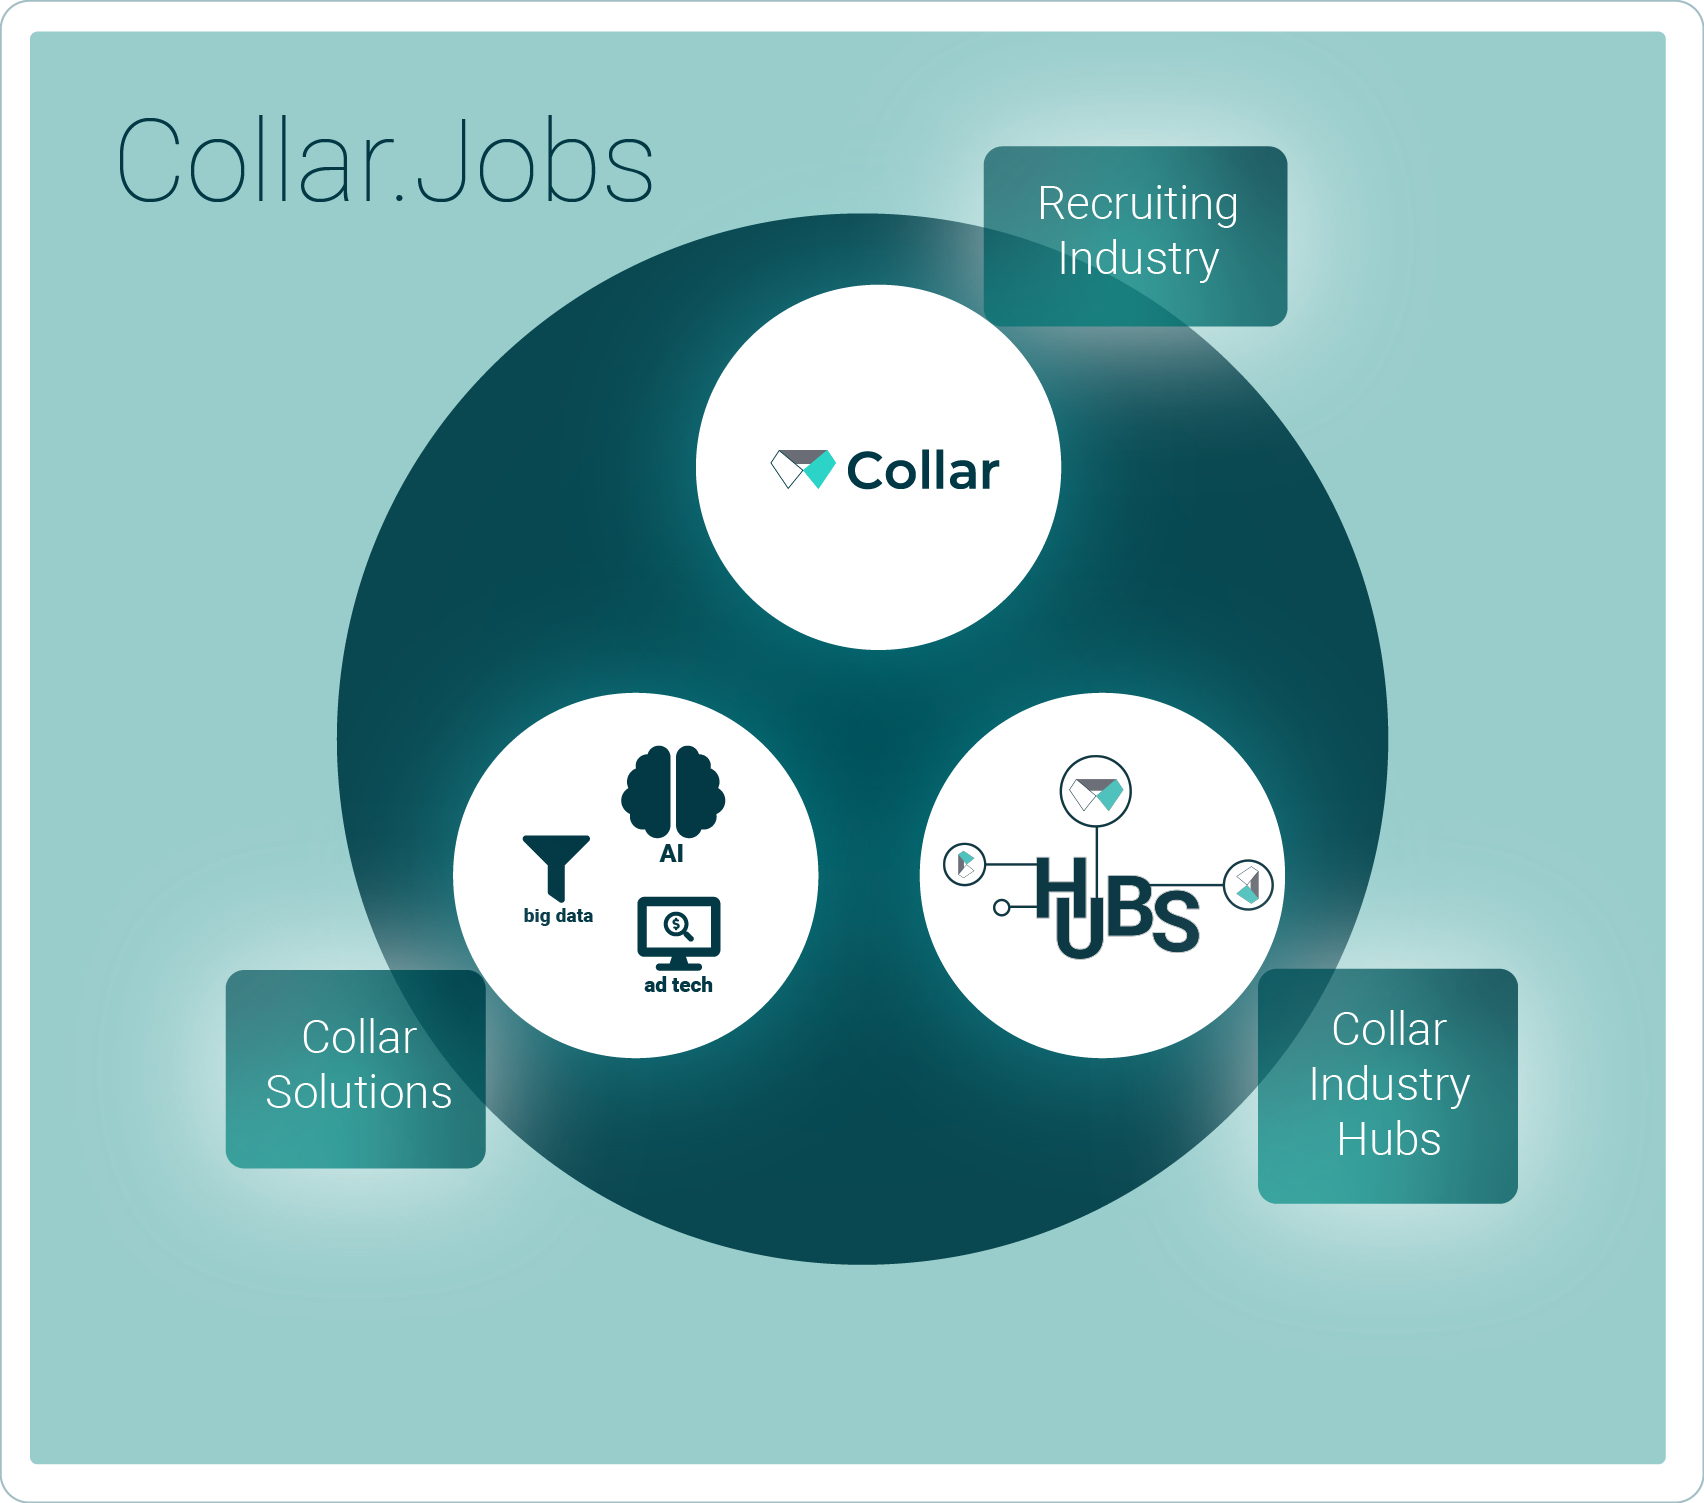 Collar.Jobs
Recruiting
Industry
Collar
AI
big data
$
ad tech
HUBS
Collar
Solutions
Collar
Industry
Hubs